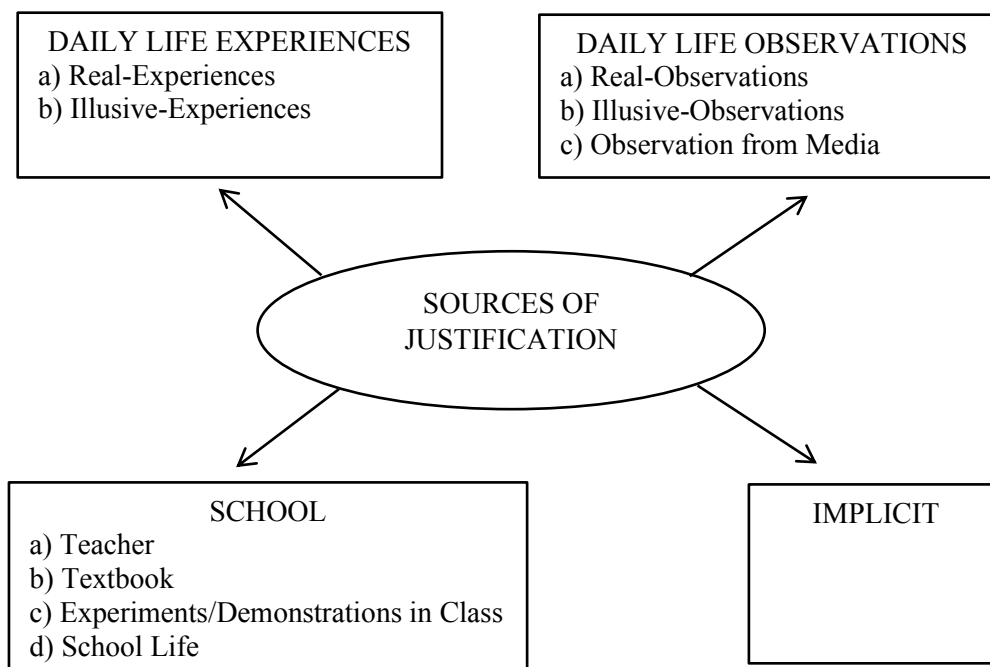 DAILY LIFE EXPERIENCES
a) Real-Experiences
b) Illusive-Experiences
DAILY LIFE OBSERVATIONS
a) Real-Observations
b) Illusive-Observations
c) Observation from Media
SOURCES OF
JUSTIFICATION
SCHOOL
a) Teacher
b) Textbook
c) Experiments/Demonstrations in Class
d) School Life
IMPLICIT